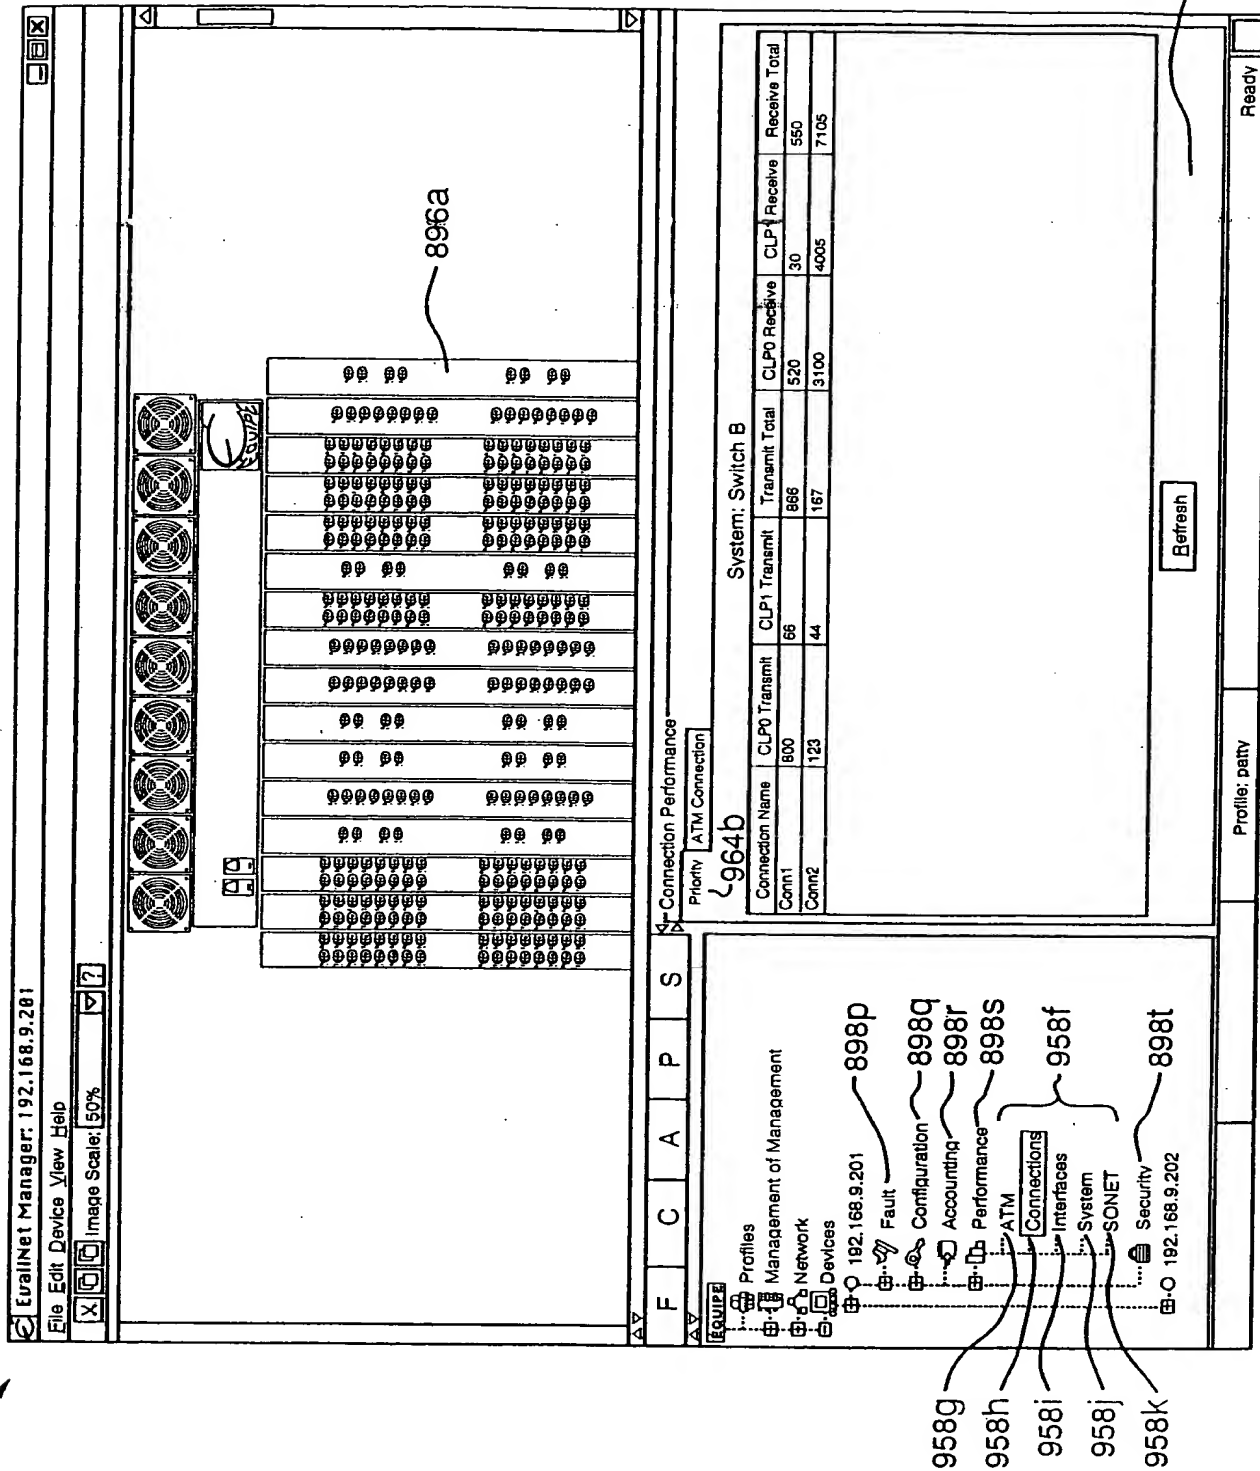 EvallNet Manager: 192.168.9.201
File Edit Device View Help
X Image Scale: 50% ?
896a
F C A P S
EQUIPE
Profiles
Management of Management
Network
Devices
192.168.9.201
Fault
Configuration
Accounting
Performance
ATM
Connections
Interfaces
System
SONET
Security
192.168.9.202
898p
898q
898r
898s
958f
898t
958g
958h
958i
958j
958k
Connection Performance
Priority ATM Connection
964b
System: Switch B
Connection Name CLP0 Transmit CLP1 Transmit Transmit Total CLP0 Receive CLP1 Receive Receive Total
Conn1 800 66 866 520 30 550
Conn2 123 44 167 3100 4005 7105
Refresh
Profile: patty
Ready